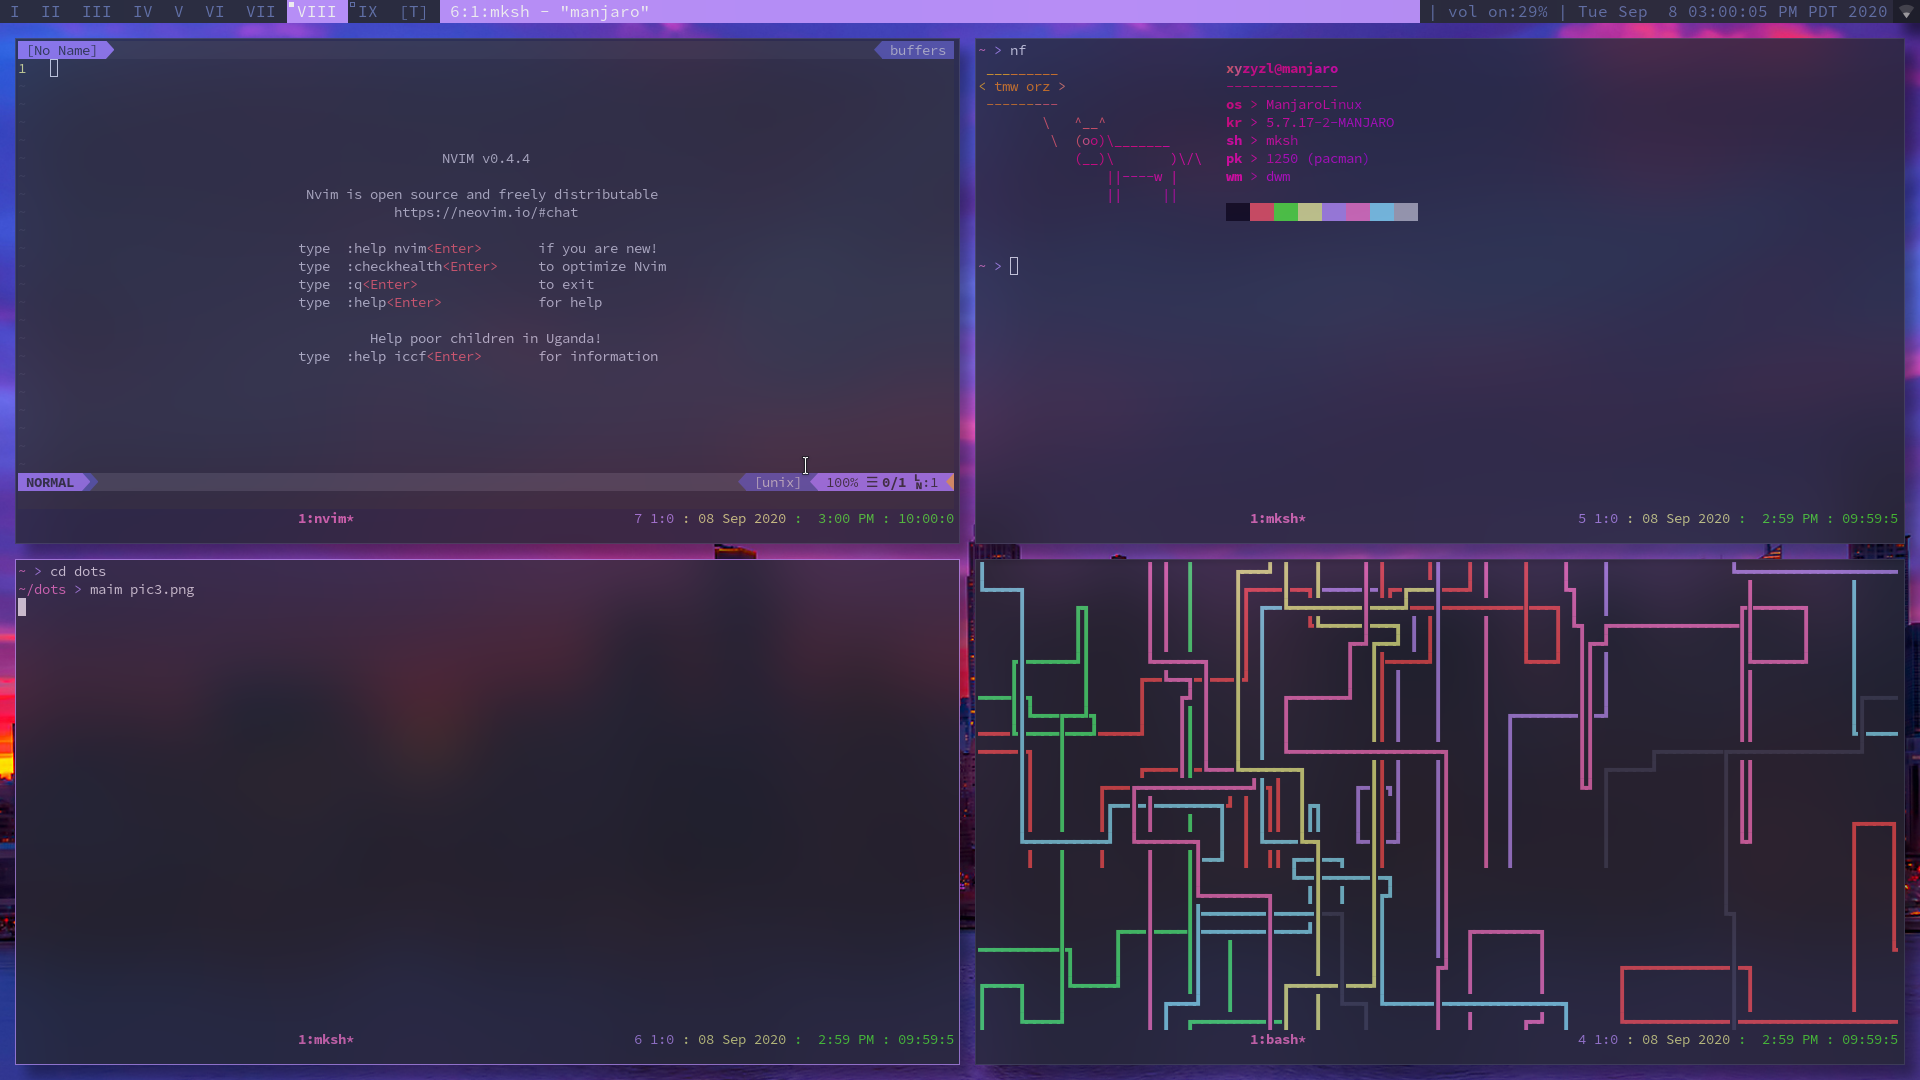 I II III IV V VI VII VIII IX [T] 6:1:mksh - "manjaro" | vol on:29% | Tue Sep  8 03:00:05 PM PDT 2020
[No Name] buffers
1
NVIM v0.4.4
Nvim is open source and freely distributable
https://neovim.io/#chat
type  :help nvim<Enter>       if you are new!
type  :checkhealth<Enter>     to optimize Nvim
type  :q<Enter>               to exit
type  :help<Enter>            for help
Help poor children in Uganda!
type  :help iccf<Enter>       for information
NORMAL [unix] 100% ☰ 0/1 ␤:1
1:nvim* 7 1:0 : 08 Sep 2020 :  3:00 PM : 10:00:0
~ > nf
_________
< tmw orz >
---------
\   ^__^
\  (oo)\_______
(__)\       )\/\
||----w |
||     ||
xyzyzl@manjaro
--------------
os > ManjaroLinux
kr > 5.7.17-2-MANJARO
sh > mksh
pk > 1250 (pacman)
wm > dwm
~ >
1:mksh* 5 1:0 : 08 Sep 2020 :  2:59 PM : 09:59:5
~ > cd dots
~/dots > maim pic3.png
1:mksh* 6 1:0 : 08 Sep 2020 :  2:59 PM : 09:59:5
1:bash* 4 1:0 : 08 Sep 2020 :  2:59 PM : 09:59:5